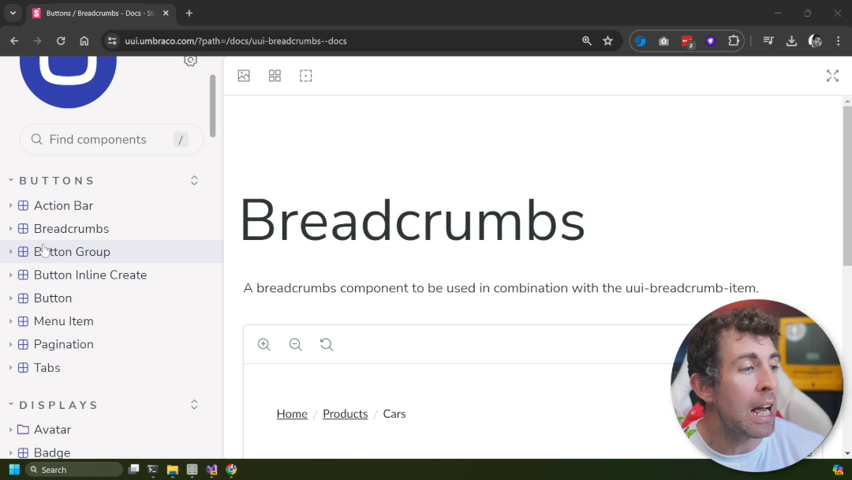 Buttons / Breadcrumbs - Docs - St
uui.umbraco.com/?path=/docs/uui-breadcrumbs--docs
2
Find components /
BUTTONS
Action Bar
Breadcrumbs
Breadcrumbs
Button Group
Button Inline Create
A breadcrumbs component to be used in combination with the uui-breadcrumb-item.
Button
Menu Item
Pagination
Tabs
DISPLAYS
Home / Products / Cars
Avatar
Badge
Search